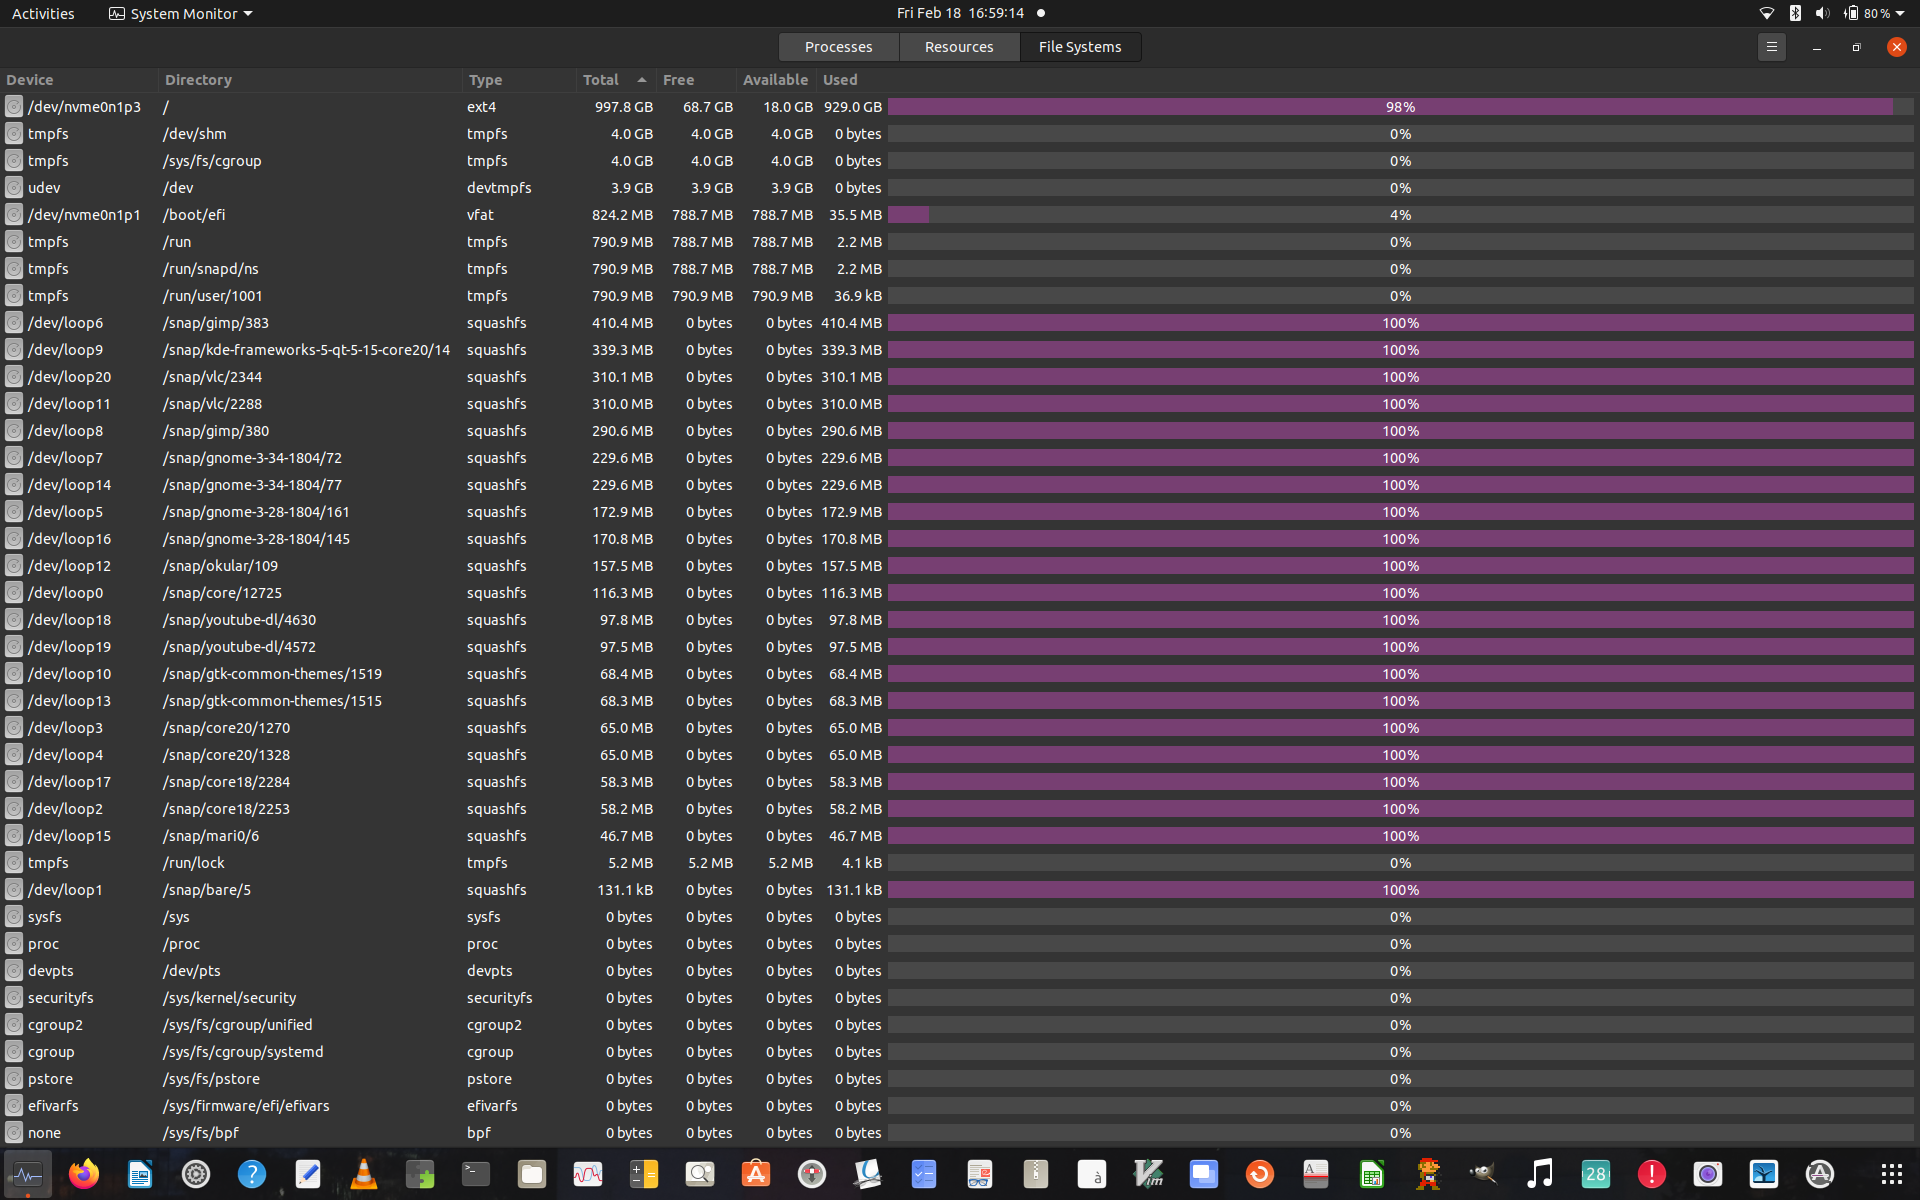 Activities System Monitor Fri Feb 18 16:59:14 80%
Processes Resources File Systems
Device Directory Type Total Free Available Used
/dev/nvme0n1p3 / ext4 997.8 GB 68.7 GB 18.0 GB 929.0 GB 98%
tmpfs /dev/shm tmpfs 4.0 GB 4.0 GB 4.0 GB 0 bytes 0%
tmpfs /sys/fs/cgroup tmpfs 4.0 GB 4.0 GB 4.0 GB 0 bytes 0%
udev /dev devtmpfs 3.9 GB 3.9 GB 3.9 GB 0 bytes 0%
/dev/nvme0n1p1 /boot/efi vfat 824.2 MB 788.7 MB 788.7 MB 35.5 MB 4%
tmpfs /run tmpfs 790.9 MB 788.7 MB 788.7 MB 2.2 MB 0%
tmpfs /run/snapd/ns tmpfs 790.9 MB 788.7 MB 788.7 MB 2.2 MB 0%
tmpfs /run/user/1001 tmpfs 790.9 MB 790.9 MB 790.9 MB 36.9 kB 0%
/dev/loop6 /snap/gimp/383 squashfs 410.4 MB 0 bytes 0 bytes 410.4 MB 100%
/dev/loop9 /snap/kde-frameworks-5-qt-5-15-core20/14 squashfs 339.3 MB 0 bytes 0 bytes 339.3 MB 100%
/dev/loop20 /snap/vlc/2344 squashfs 310.1 MB 0 bytes 0 bytes 310.1 MB 100%
/dev/loop11 /snap/vlc/2288 squashfs 310.0 MB 0 bytes 0 bytes 310.0 MB 100%
/dev/loop8 /snap/gimp/380 squashfs 290.6 MB 0 bytes 0 bytes 290.6 MB 100%
/dev/loop7 /snap/gnome-3-34-1804/72 squashfs 229.6 MB 0 bytes 0 bytes 229.6 MB 100%
/dev/loop14 /snap/gnome-3-34-1804/77 squashfs 229.6 MB 0 bytes 0 bytes 229.6 MB 100%
/dev/loop5 /snap/gnome-3-28-1804/161 squashfs 172.9 MB 0 bytes 0 bytes 172.9 MB 100%
/dev/loop16 /snap/gnome-3-28-1804/145 squashfs 170.8 MB 0 bytes 0 bytes 170.8 MB 100%
/dev/loop12 /snap/okular/109 squashfs 157.5 MB 0 bytes 0 bytes 157.5 MB 100%
/dev/loop0 /snap/core/12725 squashfs 116.3 MB 0 bytes 0 bytes 116.3 MB 100%
/dev/loop18 /snap/youtube-dl/4630 squashfs 97.8 MB 0 bytes 0 bytes 97.8 MB 100%
/dev/loop19 /snap/youtube-dl/4572 squashfs 97.5 MB 0 bytes 0 bytes 97.5 MB 100%
/dev/loop10 /snap/gtk-common-themes/1519 squashfs 68.4 MB 0 bytes 0 bytes 68.4 MB 100%
/dev/loop13 /snap/gtk-common-themes/1515 squashfs 68.3 MB 0 bytes 0 bytes 68.3 MB 100%
/dev/loop3 /snap/core20/1270 squashfs 65.0 MB 0 bytes 0 bytes 65.0 MB 100%
/dev/loop4 /snap/core20/1328 squashfs 65.0 MB 0 bytes 0 bytes 65.0 MB 100%
/dev/loop17 /snap/core18/2284 squashfs 58.3 MB 0 bytes 0 bytes 58.3 MB 100%
/dev/loop2 /snap/core18/2253 squashfs 58.2 MB 0 bytes 0 bytes 58.2 MB 100%
/dev/loop15 /snap/mari0/6 squashfs 46.7 MB 0 bytes 0 bytes 46.7 MB 100%
tmpfs /run/lock tmpfs 5.2 MB 5.2 MB 5.2 MB 4.1 kB 0%
/dev/loop1 /snap/bare/5 squashfs 131.1 kB 0 bytes 0 bytes 131.1 kB 100%
sysfs /sys sysfs 0 bytes 0 bytes 0 bytes 0 bytes 0%
proc /proc proc 0 bytes 0 bytes 0 bytes 0 bytes 0%
devpts /dev/pts devpts 0 bytes 0 bytes 0 bytes 0 bytes 0%
securityfs /sys/kernel/security securityfs 0 bytes 0 bytes 0 bytes 0 bytes 0%
cgroup2 /sys/fs/cgroup/unified cgroup2 0 bytes 0 bytes 0 bytes 0 bytes 0%
cgroup /sys/fs/cgroup/systemd cgroup 0 bytes 0 bytes 0 bytes 0 bytes 0%
pstore /sys/fs/pstore pstore 0 bytes 0 bytes 0 bytes 0 bytes 0%
efivarfs /sys/firmware/efi/efivars efivarfs 0 bytes 0 bytes 0 bytes 0 bytes 0%
none /sys/fs/bpf bpf 0 bytes 0 bytes 0 bytes 0 bytes 0%
? à Vim A 28 !